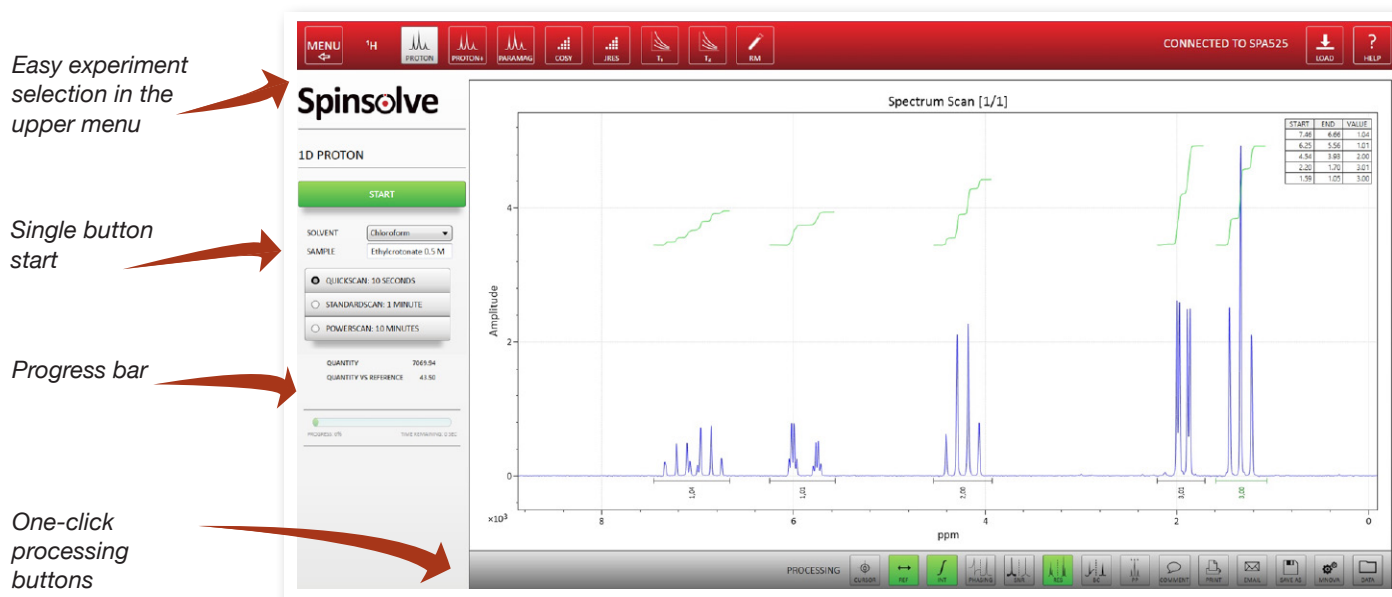 Easy experiment
selection in the
upper menu
Single button
start
Progress bar
One-click
processing
buttons
MENU
¹H
PROTON
PROTON+
PARAMAG
COSY
JRES
T₁
T₂
RM
CONNECTED TO SPA525
LOAD
?
HELP
Spinsolve
1D PROTON
START
SOLVENT Chloroform
SAMPLE Ethylcrotonate 0,5 M
QUICKSCAN: 10 SECONDS
STANDARDSCAN: 1 MINUTE
POWERSCAN: 10 MINUTES
QUANTITY 7069.94
QUANTITY VS REFERENCE 43.50
PROGRESS: 0%
Spectrum Scan [1/1]
START END VALUE
7.46 6.66 1.04
6.25 5.56 1.01
4.54 3.93 2.00
2.20 1.70 3.01
1.59 1.05 3.00
Amplitude
4
2
0
1,04
1,01
2,00
3,01
3,00
×10³
8
6
4
2
0
ppm
PROCESSING
CURSOR
REF
INT
PHASING
SNR
RES
BC
PP
COMMENT
PRINT
EMAIL
SAVE AS
MNOVA
DATA